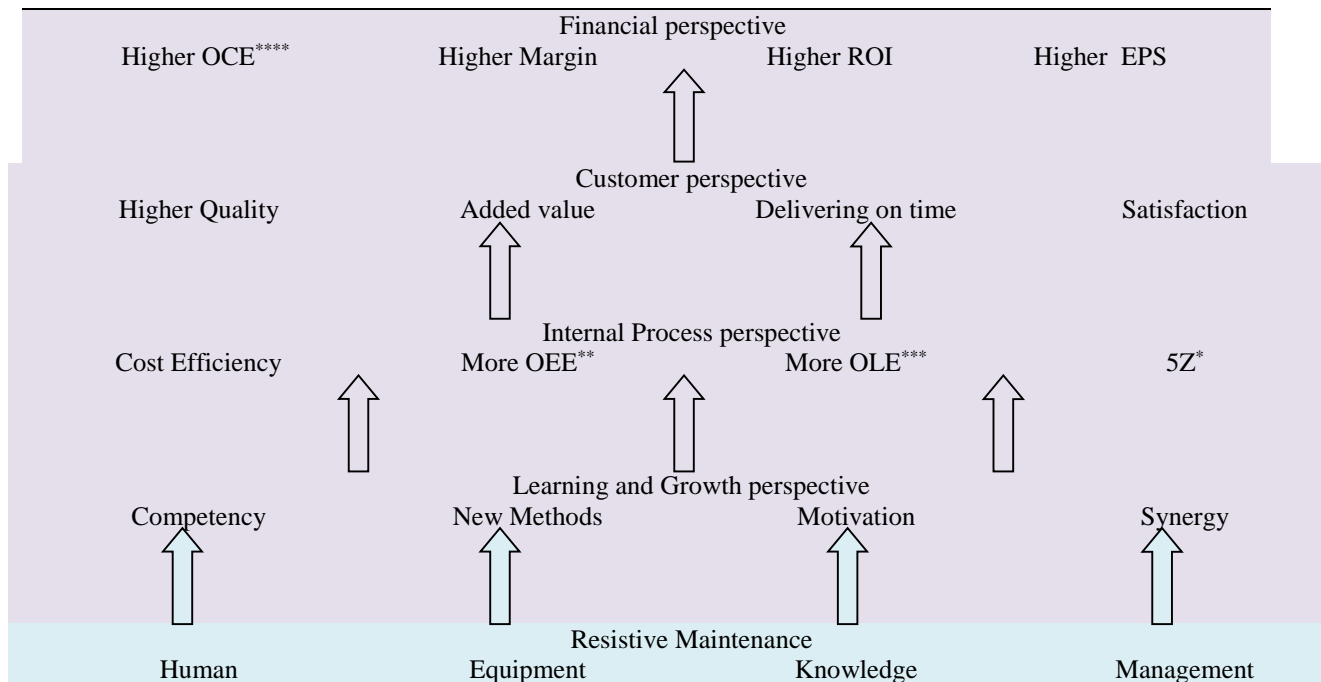 Financial perspective
Higher OCE**** Higher Margin Higher ROI Higher EPS
Customer perspective
Higher Quality Added value Delivering on time Satisfaction
Internal Process perspective
Cost Efficiency More OEE** More OLE*** 5Z*
Learning and Growth perspective
Competency New Methods Motivation Synergy
Resistive Maintenance
Human Equipment Knowledge Management